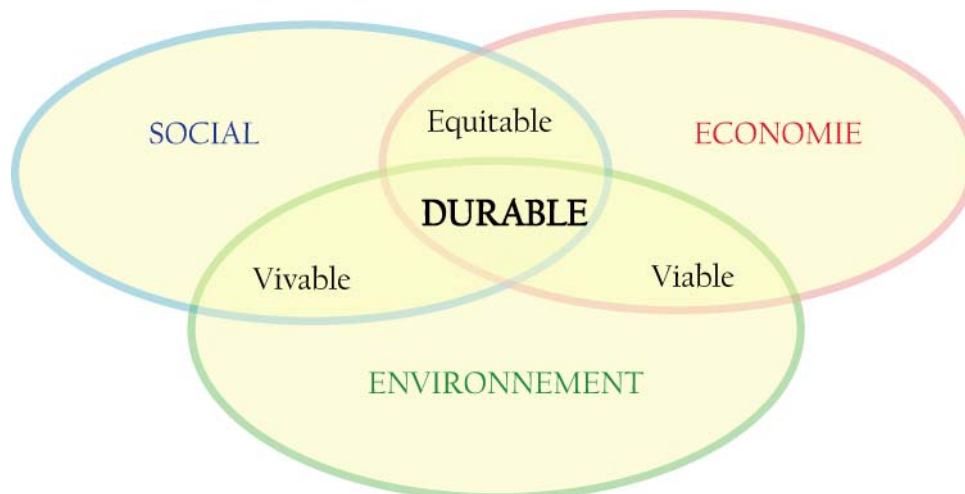 Equitable
SOCIAL
ECONOMIE
DURABLE
Vivable
Viable
ENVIRONNEMENT